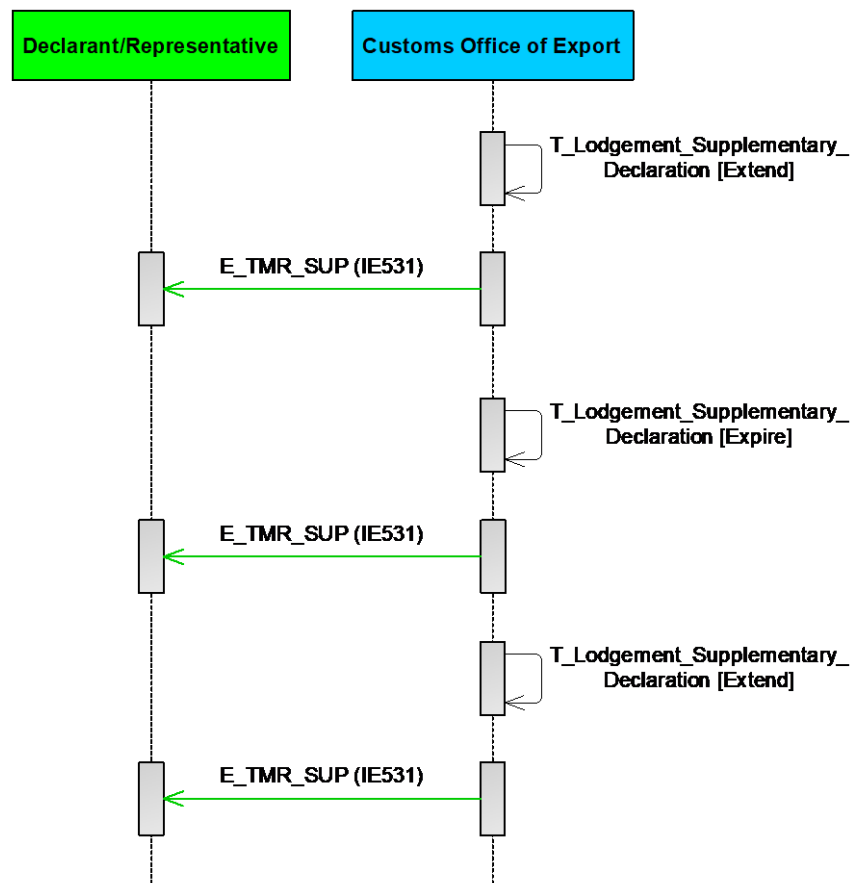 Declarant/Representative
Customs Office of Export
T_Lodgement_Supplementary_
Declaration [Extend]
E_TMR_SUP (IE531)
T_Lodgement_Supplementary_
Declaration [Expire]
E_TMR_SUP (IE531)
T_Lodgement_Supplementary_
Declaration [Extend]
E_TMR_SUP (IE531)